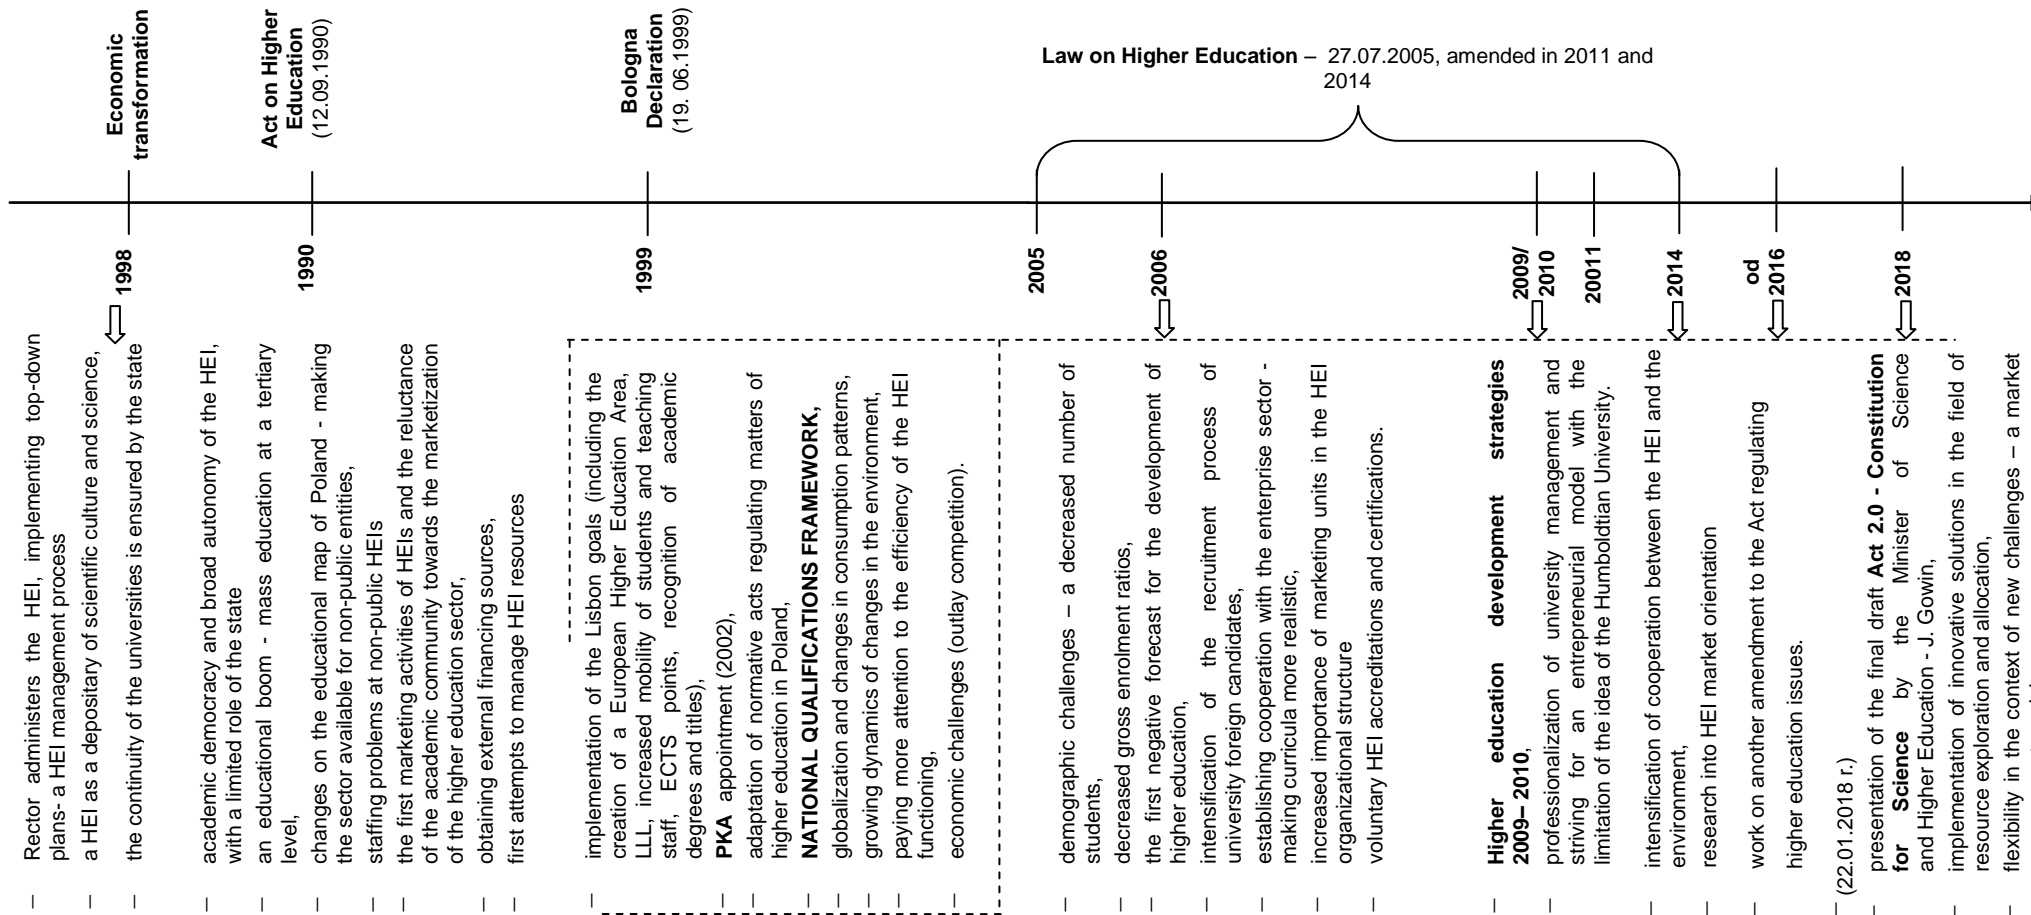 Economic
transformation
Act on Higher
Education
(12.09.1990)
Bologna
Declaration
(19. 06.1999)
Law on Higher Education – 27.07.2005, amended in 2011 and
2014
1998
1990
1999
2005
2006
2009/
2010
20011
2014
od
2016
2018
– Rector administers the HEI, implementing top-down
plans- a HEI management process
– a HEI as a depositary of scientific culture and science,
– the continuity of the universities is ensured by the state
– academic democracy and broad autonomy of the HEI,
with a limited role of the state
– an educational boom - mass education at a tertiary
level,
– changes on the educational map of Poland - making
the sector available for non-public entities,
– staffing problems at non-public HEIs
– the first marketing activities of HEIs and the reluctance
of the academic community towards the marketization
of the higher education sector,
– obtaining external financing sources,
– first attempts to manage HEI resources
– implementation of the Lisbon goals (including the
creation of a European Higher Education Area,
LLL, increased mobility of students and teaching
staff, ECTS points, recognition of academic
degrees and titles),
– PKA appointment (2002),
– adaptation of normative acts regulating matters of
higher education in Poland,
– NATIONAL QUALIFICATIONS FRAMEWORK,
– globalization and changes in consumption patterns,
– growing dynamics of changes in the environment,
– paying more attention to the efficiency of the HEI
functioning,
– economic challenges (outlay competition).
– demographic challenges – a decreased number of
students,
– decreased gross enrolment ratios,
– the first negative forecast for the development of
higher education,
– intensification of the recruitment process of
university foreign candidates,
– establishing cooperation with the enterprise sector -
making curricula more realistic,
– increased importance of marketing units in the HEI
organizational structure
– voluntary HEI accreditations and certifications.
– Higher education development strategies
2009– 2010,
– professionalization of university management and
striving for an entrepreneurial model with the
limitation of the idea of the Humboldtian University.
– intensification of cooperation between the HEI and the
environment,
– research into HEI market orientation
– work on another amendment to the Act regulating
higher education issues.
– (22.01.2018 r.)
– presentation of the final draft Act 2.0 - Constitution
for Science by the Minister of Science
and Higher Education - J. Gowin,
– implementation of innovative solutions in the field of
resource exploration and allocation,
– flexibility in the context of new challenges – a market